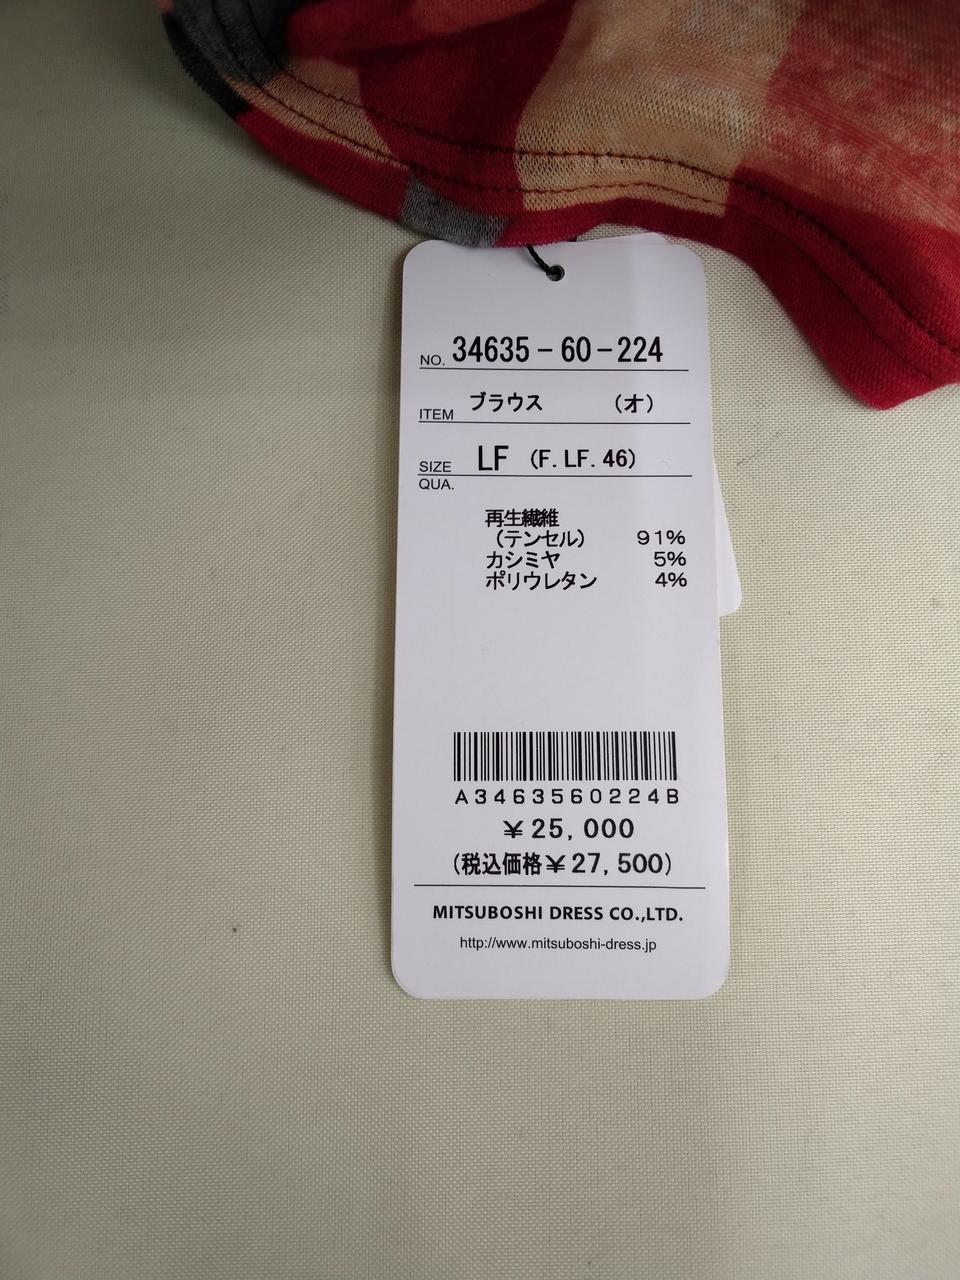 NO. 34635-60-224
ITEM ブラウス (オ)
SIZE LF (F. LF. 46)
QUA.
再生繊維
(テンセル) 91%
カシミヤ 5%
ポリウレタン 4%
A3463560224B
¥25,000
(税込価格¥27,500)
MITSUBOSHI DRESS CO.,LTD.
http://www.mitsuboshi-dress.jp